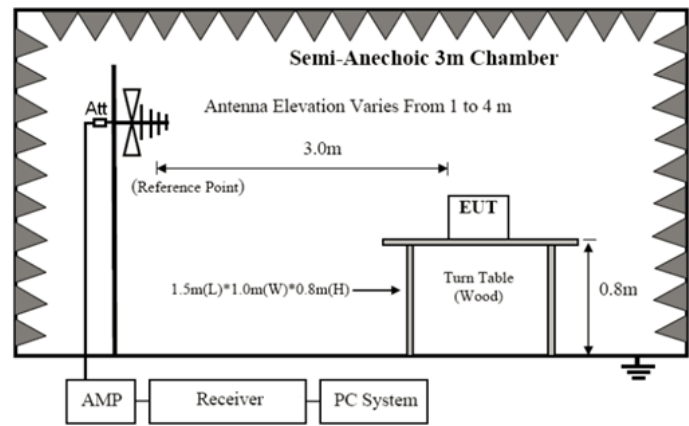 Semi-Anechoic 3m Chamber
Att
Antenna Elevation Varies From 1 to 4 m
3.0m
(Reference Point)
EUT
1.5m(L)*1.0m(W)*0.8m(H)
Turn Table
(Wood)
0.8m
AMP
Receiver
PC System